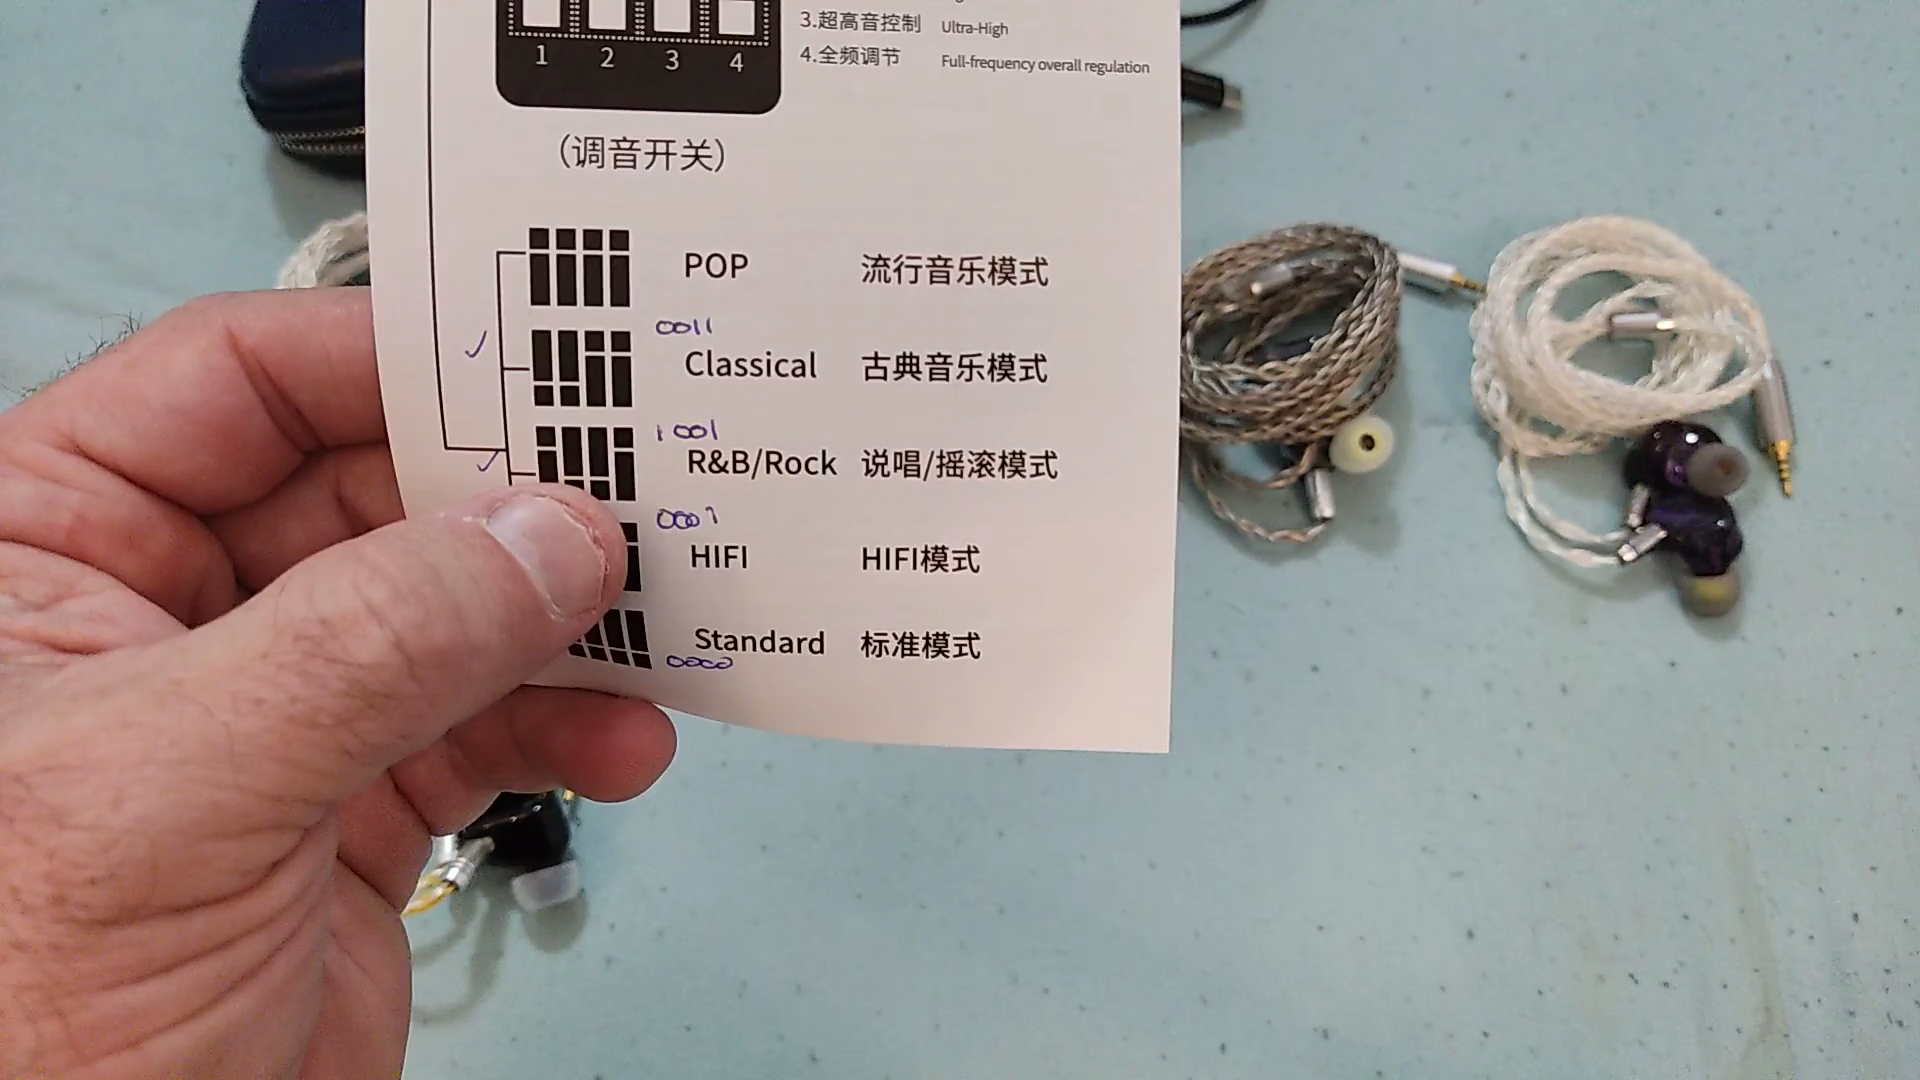 1 2 3 4
3.超高音控制 Ultra-High
4.全频调节 Full-frequency overall regulation
(调音开关)
POP 流行音乐模式
0011
Classical 古典音乐模式
1001
R&B/Rock 说唱/摇滚模式
0001
HIFI HIFI模式
Standard 标准模式
0000